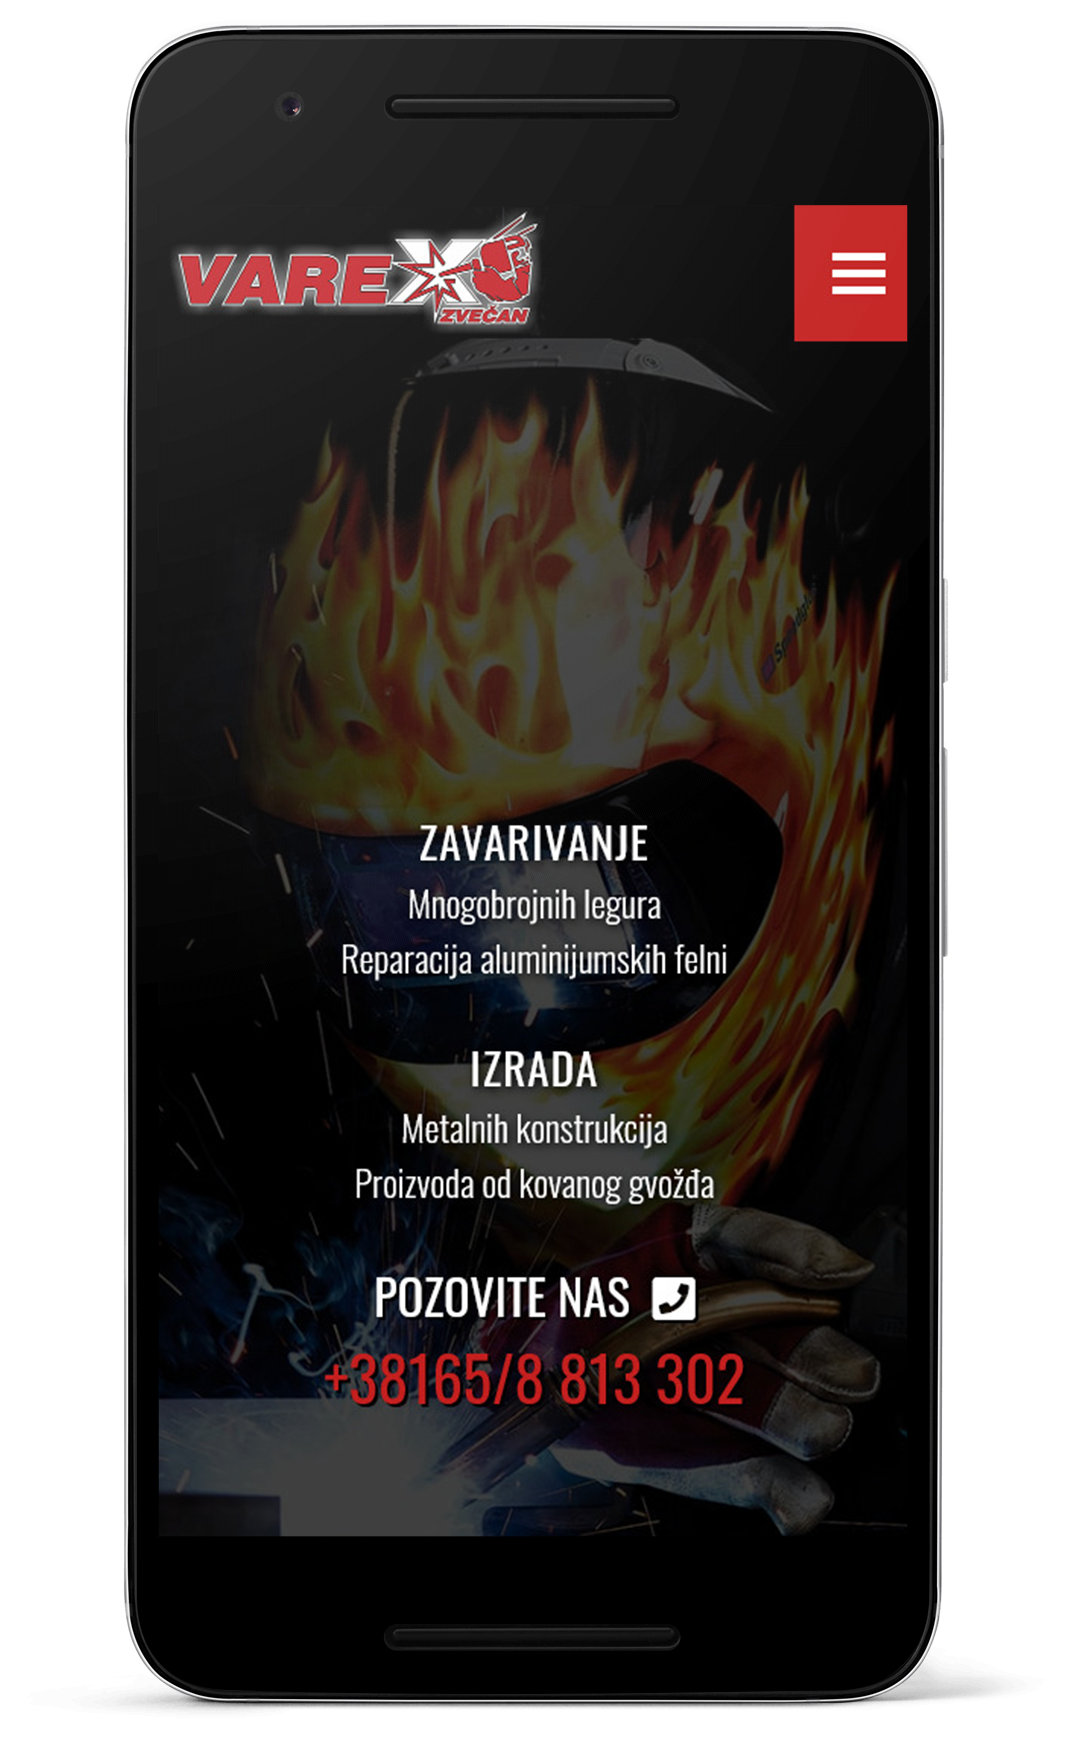 VAREX
ZVEČAN
ZAVARIVANJE
Mnogobrojnih legura
Reparacija aluminijumskih felni
IZRADA
Metalnih konstrukcija
Proizvoda od kovanog gvožđa
POZOVITE NAS
+38165/8 813 302